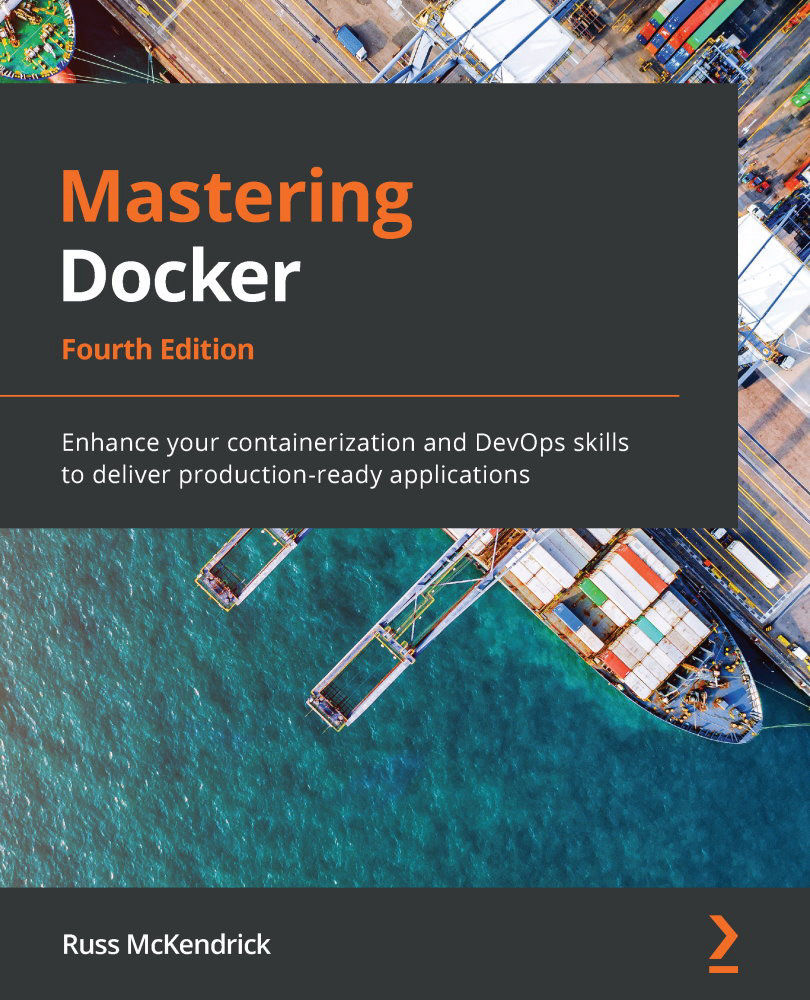 Mastering
Docker
Fourth Edition
Enhance your containerization and DevOps skills
to deliver production-ready applications
Russ McKendrick